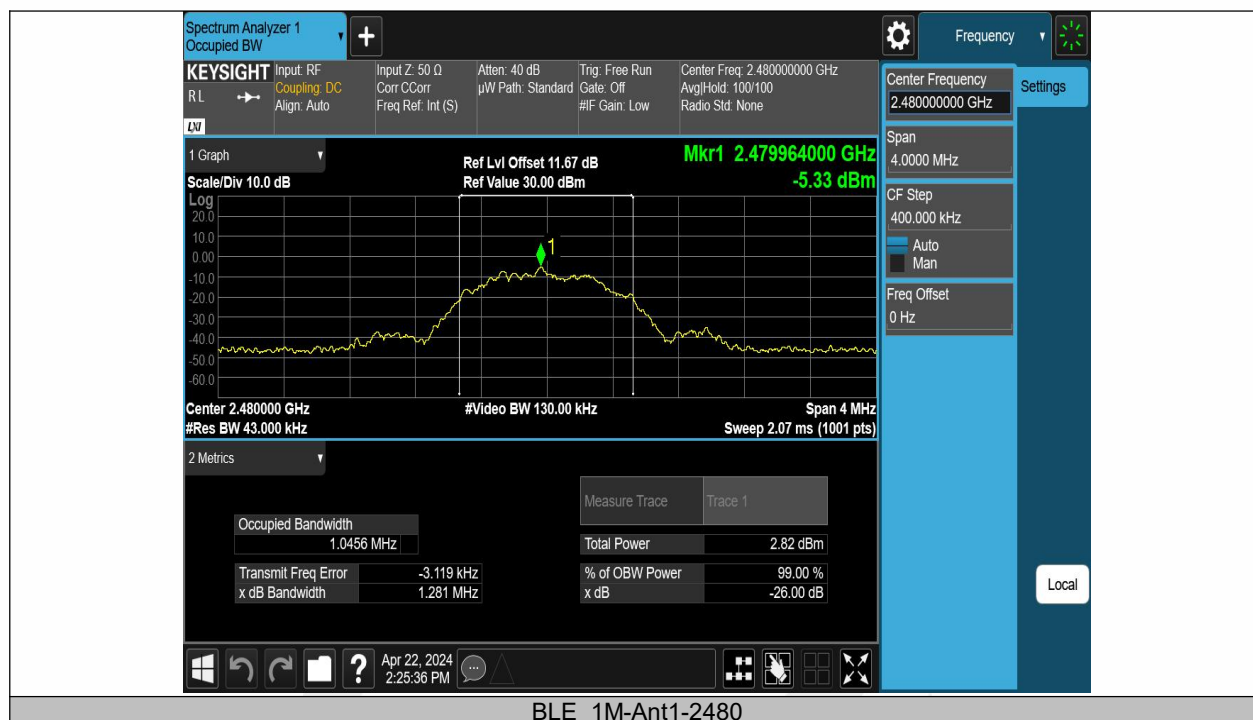 Spectrum Analyzer 1
Occupied BW
+
Frequency
KEYSIGHT
R L
LXI
Input: RF
Coupling: DC
Align: Auto
Input Z: 50 Ω
Corr CCorr
Freq Ref: Int (S)
Atten: 40 dB
µW Path: Standard
Trig: Free Run
Gate: Off
#IF Gain: Low
Center Freq: 2.480000000 GHz
Avg|Hold: 100/100
Radio Std: None
1 Graph
Scale/Div 10.0 dB
Ref Lvl Offset 11.67 dB
Ref Value 30.00 dBm
Mkr1 2.479964000 GHz
-5.33 dBm
Log
20.0
10.0
0.00
-10.0
-20.0
-30.0
-40.0
-50.0
-60.0
1
Center 2.480000 GHz
#Video BW 130.00 kHz
Span 4 MHz
#Res BW 43.000 kHz
Sweep 2.07 ms (1001 pts)
2 Metrics
Measure Trace
Trace 1
Occupied Bandwidth
1.0456 MHz
Total Power
2.82 dBm
Transmit Freq Error
-3.119 kHz
% of OBW Power
99.00 %
x dB Bandwidth
1.281 MHz
x dB
-26.00 dB
Center Frequency
2.480000000 GHz
Settings
Span
4.0000 MHz
CF Step
400.000 kHz
Auto
Man
Freq Offset
0 Hz
Local
?
Apr 22, 2024
2:25:36 PM
BLE_1M-Ant1-2480